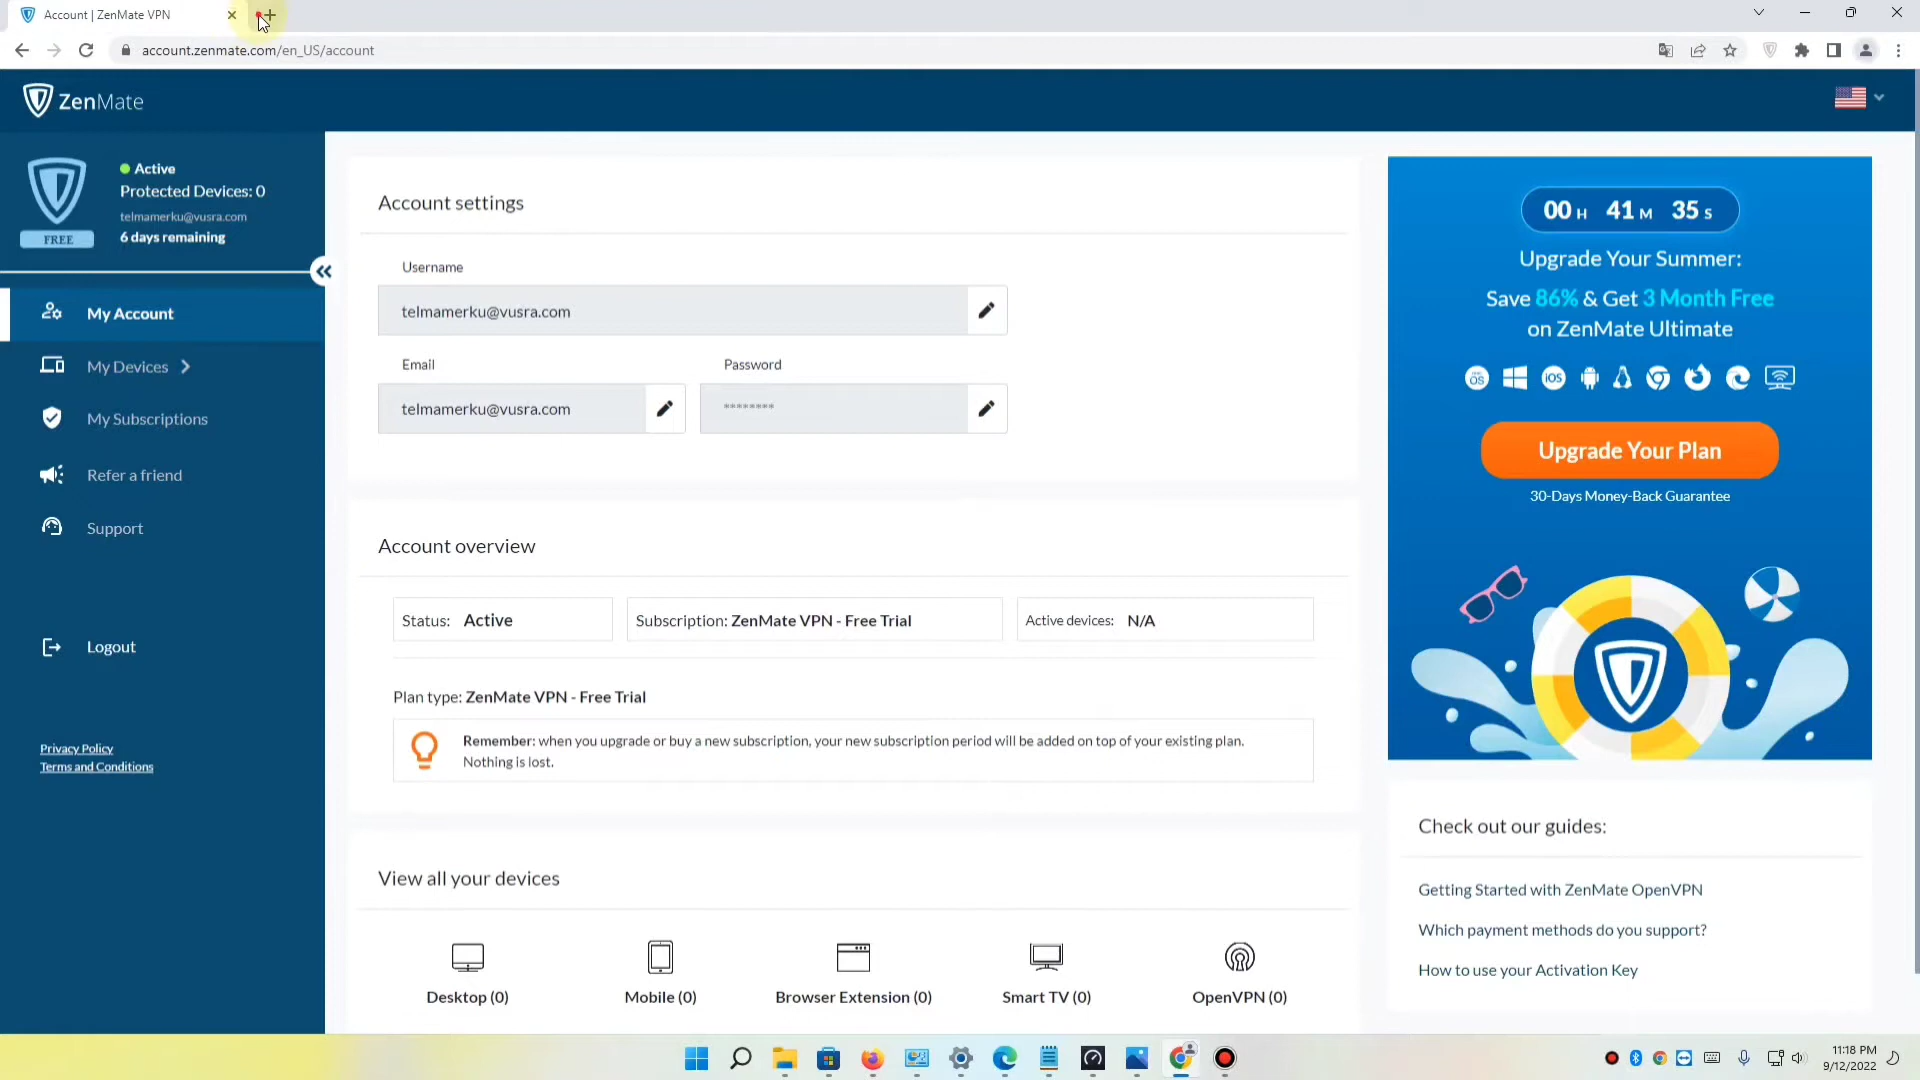 Account | ZenMate VPN
account.zenmate.com/en_US/account
ZenMate
Active
Protected Devices: 0
telmamerku@vusra.com
FREE
6 days remaining
My Account
My Devices
My Subscriptions
Refer a friend
Support
Logout
Privacy Policy
Terms and Conditions
Account settings
Username
telmamerku@vusra.com
Email
Password
telmamerku@vusra.com
********
Account overview
Status: Active
Subscription: ZenMate VPN - Free Trial
Active devices: N/A
Plan type: ZenMate VPN - Free Trial
Remember: when you upgrade or buy a new subscription, your new subscription period will be added on top of your existing plan.
Nothing is lost.
View all your devices
Desktop (0)
Mobile (0)
Browser Extension (0)
Smart TV (0)
OpenVPN (0)
00 H 41 M 35 S
Upgrade Your Summer:
Save 86% & Get 3 Month Free
on ZenMate Ultimate
macOS
iOS
Upgrade Your Plan
30-Days Money-Back Guarantee
Check out our guides:
Getting Started with ZenMate OpenVPN
Which payment methods do you support?
How to use your Activation Key
11:18 PM
9/12/2022